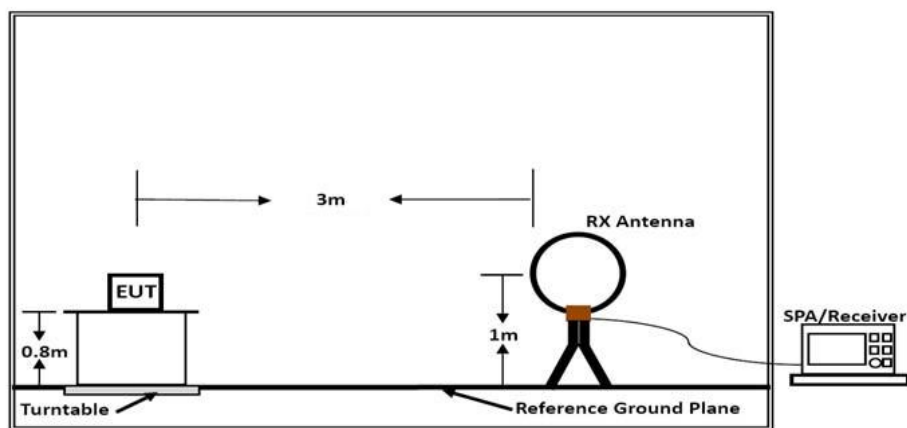 3m
RX Antenna
EUT
SPA/Receiver
0.8m
1m
Turntable
Reference Ground Plane